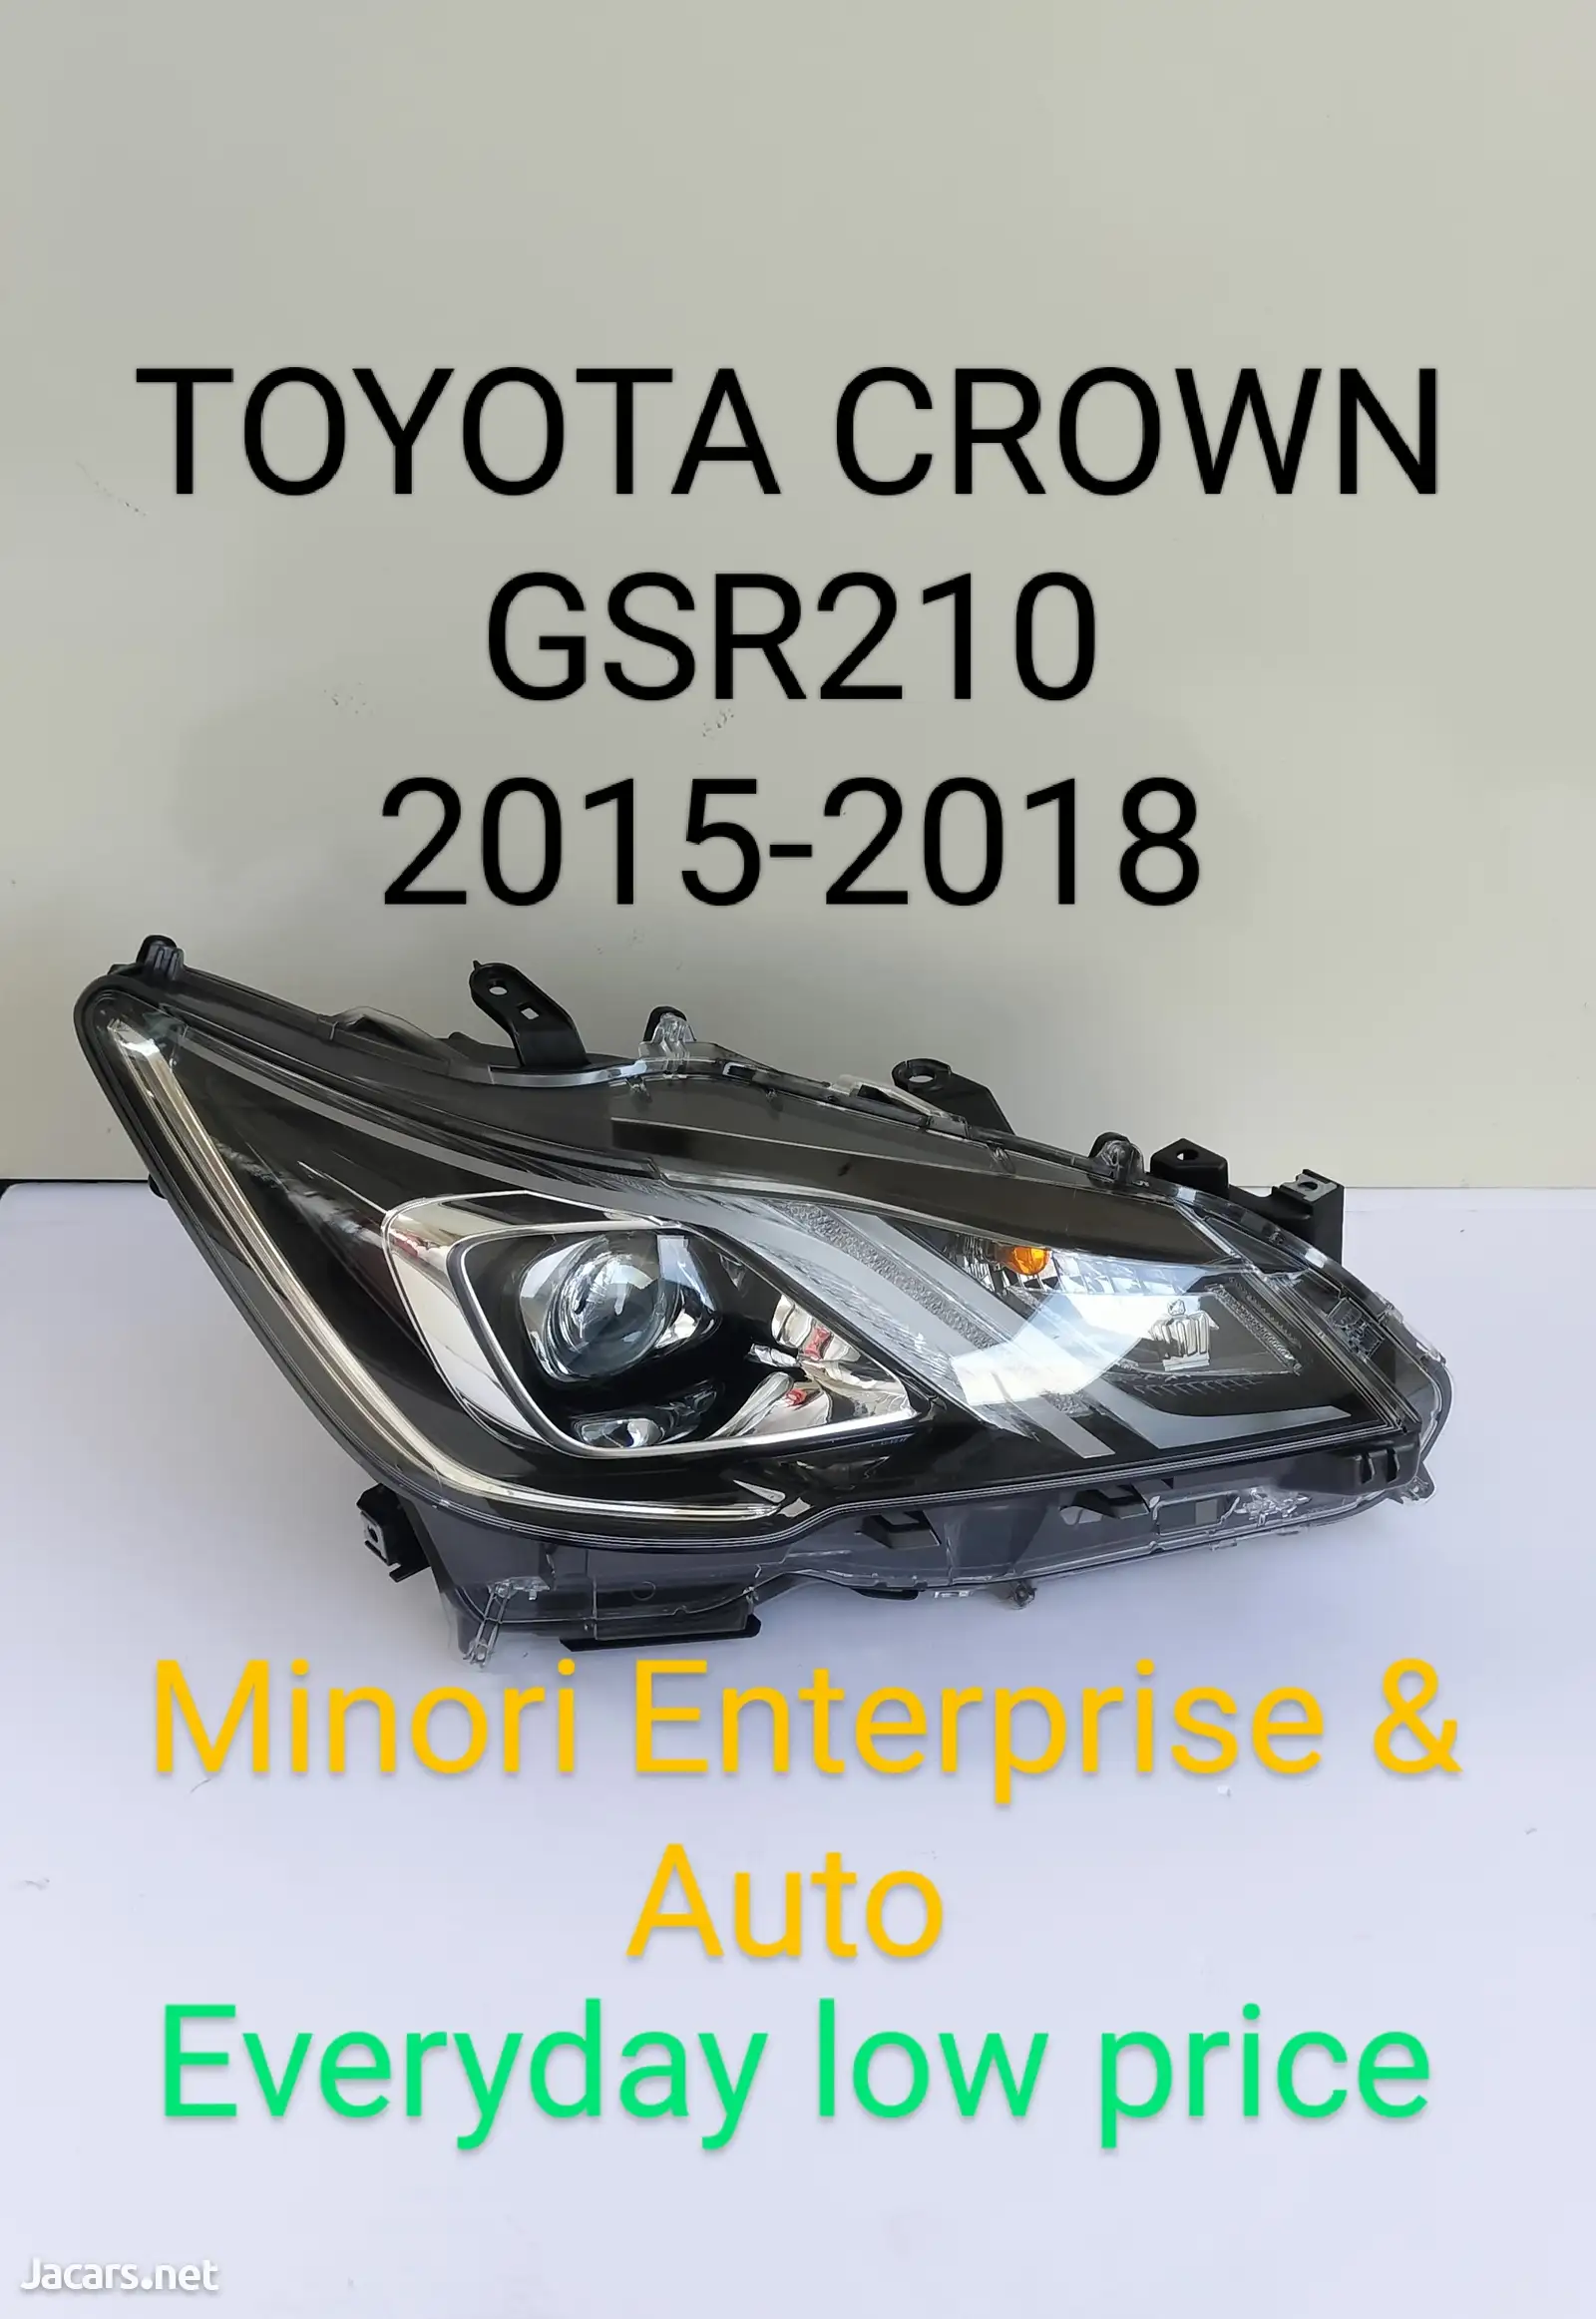 TOYOTA CROWN
GSR210
2015-2018
Minori Enterprise &
Auto
Everyday low price
Jacars.net